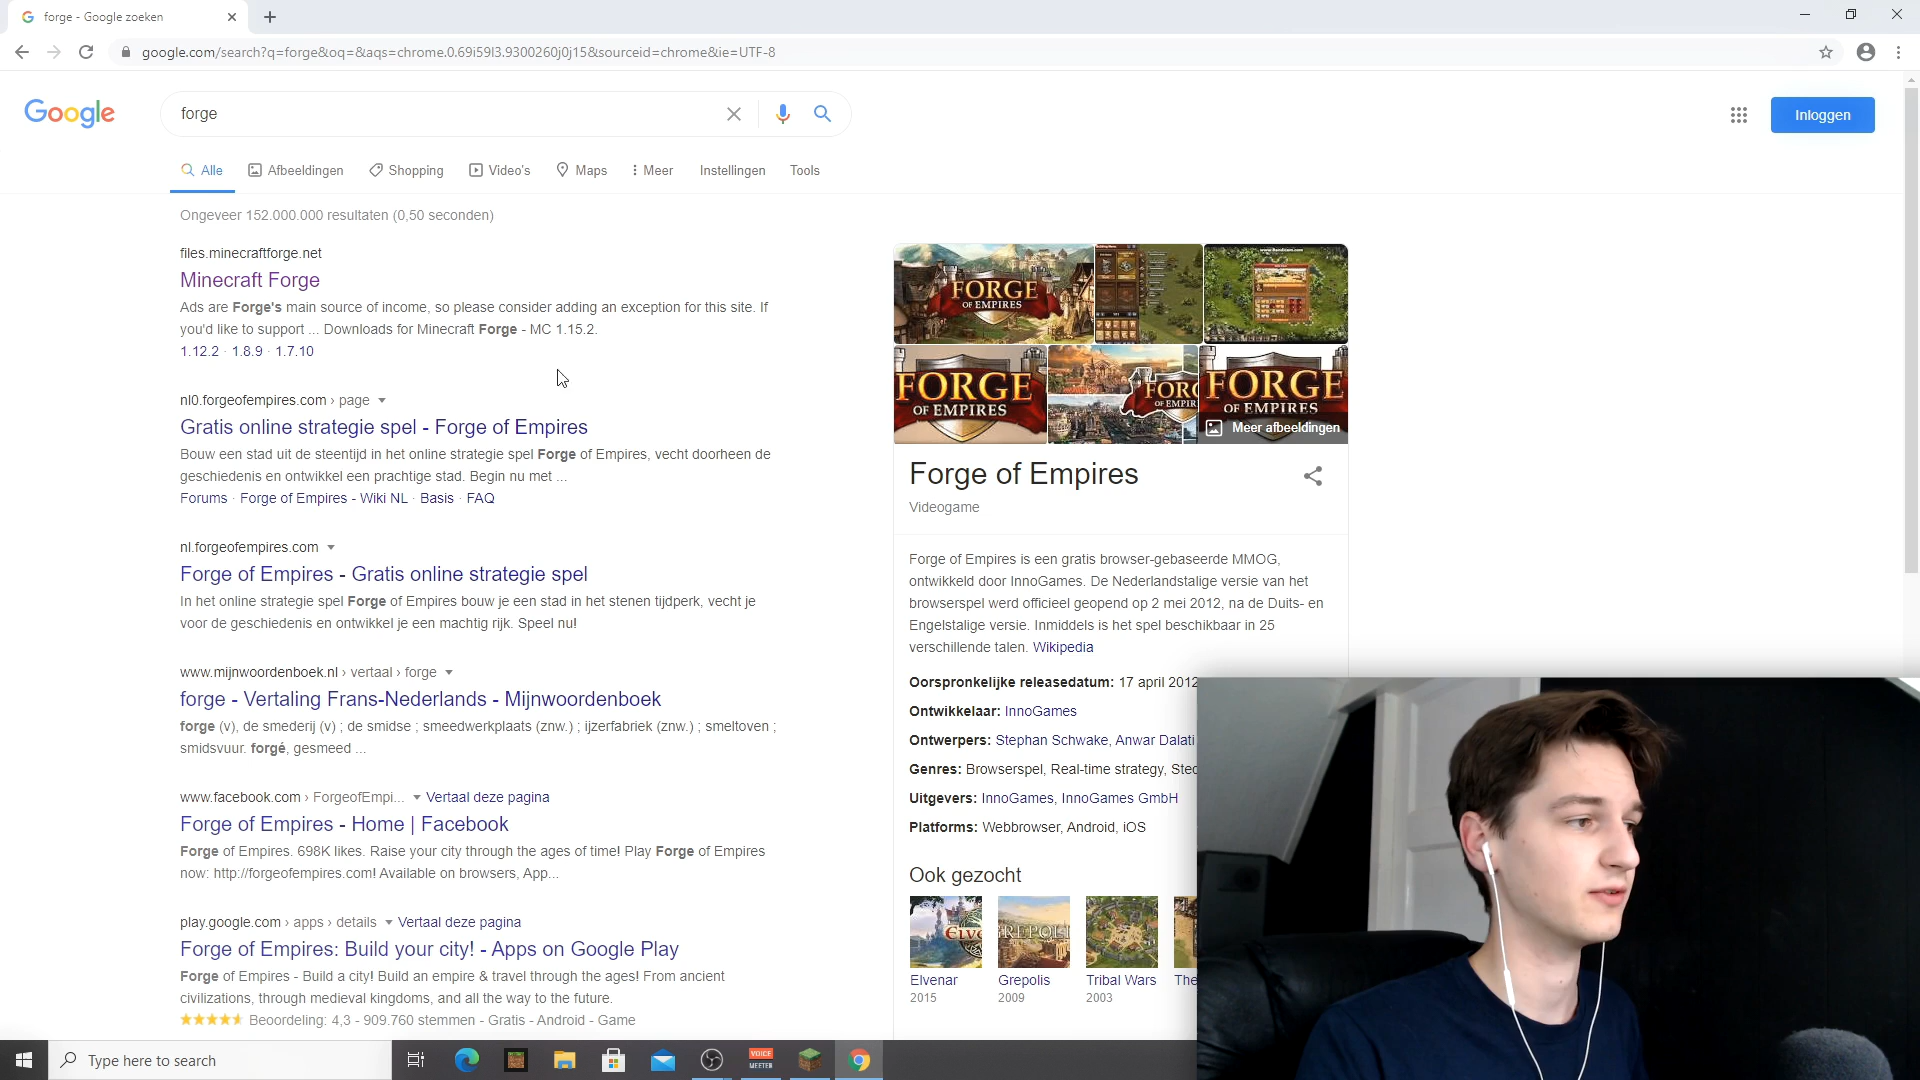 forge - Google zoeken
google.com/search?q=forge&oq=&aqs=chrome.0.69i59l3.9300260j0j15&sourceid=chrome&ie=UTF-8
Google
forge
Inloggen
Alle Afbeeldingen Shopping Video's Maps Meer Instellingen Tools
Ongeveer 152.000.000 resultaten (0,50 seconden)
files.minecraftforge.net
Minecraft Forge
Ads are Forge's main source of income, so please consider adding an exception for this site. If
you'd like to support ... Downloads for Minecraft Forge - MC 1.15.2.
1.12.2 · 1.8.9 · 1.7.10
nl0.forgeofempires.com › page
Gratis online strategie spel - Forge of Empires
Bouw een stad uit de steentijd in het online strategie spel Forge of Empires, vecht doorheen de
geschiedenis en ontwikkel een prachtige stad. Begin nu met ...
Forums · Forge of Empires - Wiki NL · Basis · FAQ
nl.forgeofempires.com
Forge of Empires - Gratis online strategie spel
In het online strategie spel Forge of Empires bouw je een stad in het stenen tijdperk, vecht je
voor de geschiedenis en ontwikkel je een machtig rijk. Speel nu!
www.mijnwoordenboek.nl › vertaal › forge
forge - Vertaling Frans-Nederlands - Mijnwoordenboek
forge (v), de smederij (v) ; de smidse ; smeedwerkplaats (znw.) ; ijzerfabriek (znw.) ; smeltoven ;
smidsvuur. forgé, gesmeed ...
www.facebook.com › ForgeofEmpi... Vertaal deze pagina
Forge of Empires - Home | Facebook
Forge of Empires. 698K likes. Raise your city through the ages of time! Play Forge of Empires
now: http://forgeofempires.com! Available on browsers, App...
play.google.com › apps › details Vertaal deze pagina
Forge of Empires: Build your city! - Apps on Google Play
Forge of Empires - Build a city! Build an empire & travel through the ages! From ancient
civilizations, through medieval kingdoms, and all the way to the future.
Beoordeling: 4,3 - 909.760 stemmen - Gratis - Android - Game
FORGE
OF EMPIRES
FORGE
OF EMPIRES
FORG
OF EMPIR
FORGE
OF EMPIRES
Meer afbeeldingen
Forge of Empires
Videogame
Forge of Empires is een gratis browser-gebaseerde MMOG,
ontwikkeld door InnoGames. De Nederlandstalige versie van het
browserspel werd officieel geopend op 2 mei 2012, na de Duits- en
Engelstalige versie. Inmiddels is het spel beschikbaar in 25
verschillende talen. Wikipedia
Oorspronkelijke releasedatum: 17 april 2012
Ontwikkelaar: InnoGames
Ontwerpers: Stephan Schwake, Anwar Dalati
Genres: Browserspel, Real-time strategy, Sted
Uitgevers: InnoGames, InnoGames GmbH
Platforms: Webbrowser, Android, iOS
Ook gezocht
ELVE
GREPOLI
Elvenar Grepolis Tribal Wars The
2015 2009 2003
Type here to search
VOICE
MEETER